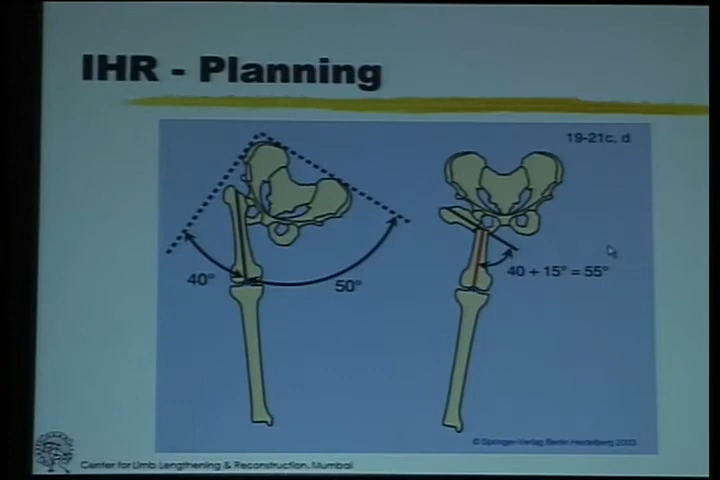 IHR - Planning
19-21c, d
40°
50°
40 + 15° = 55°
© Springer-Verlag Berlin Heidelberg 2003
Center for Limb Lengthening & Reconstruction, Mumbai